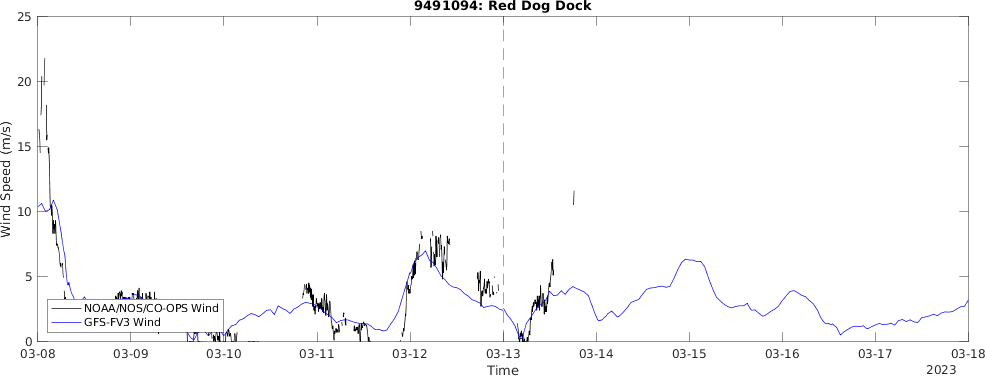 9491094: Red Dog Dock
25
20
15
10
5
0
Wind Speed (m/s)
NOAA/NOS/CO-OPS Wind
GFS-FV3 Wind
03-08 03-09 03-10 03-11 03-12 03-13 03-14 03-15 03-16 03-17 03-18
Time
2023